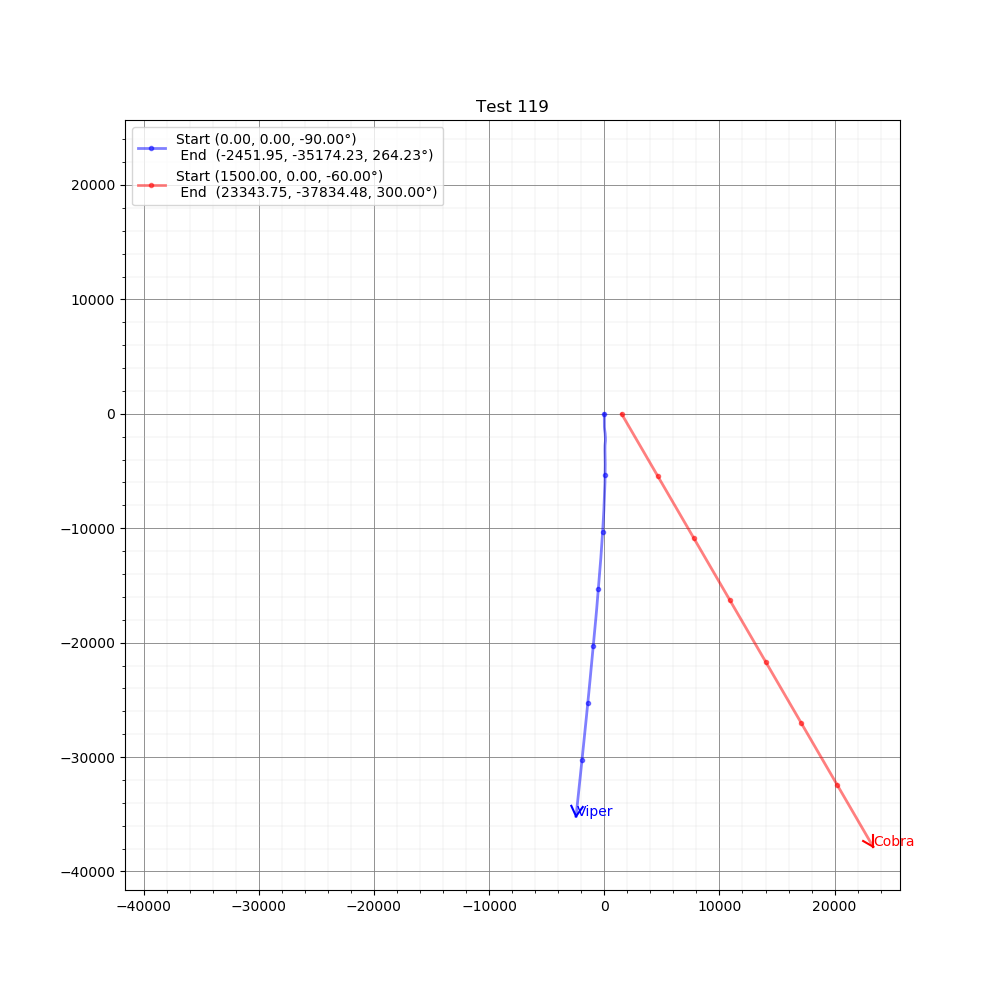 Test 119
Start (0.00, 0.00, -90.00°)
End  (-2451.95, -35174.23, 264.23°)
Start (1500.00, 0.00, -60.00°)
End  (23343.75, -37834.48, 300.00°)
20000
10000
0
−10000
−20000
−30000
−40000
Viper
Cobra
−40000 −30000 −20000 −10000 0 10000 20000